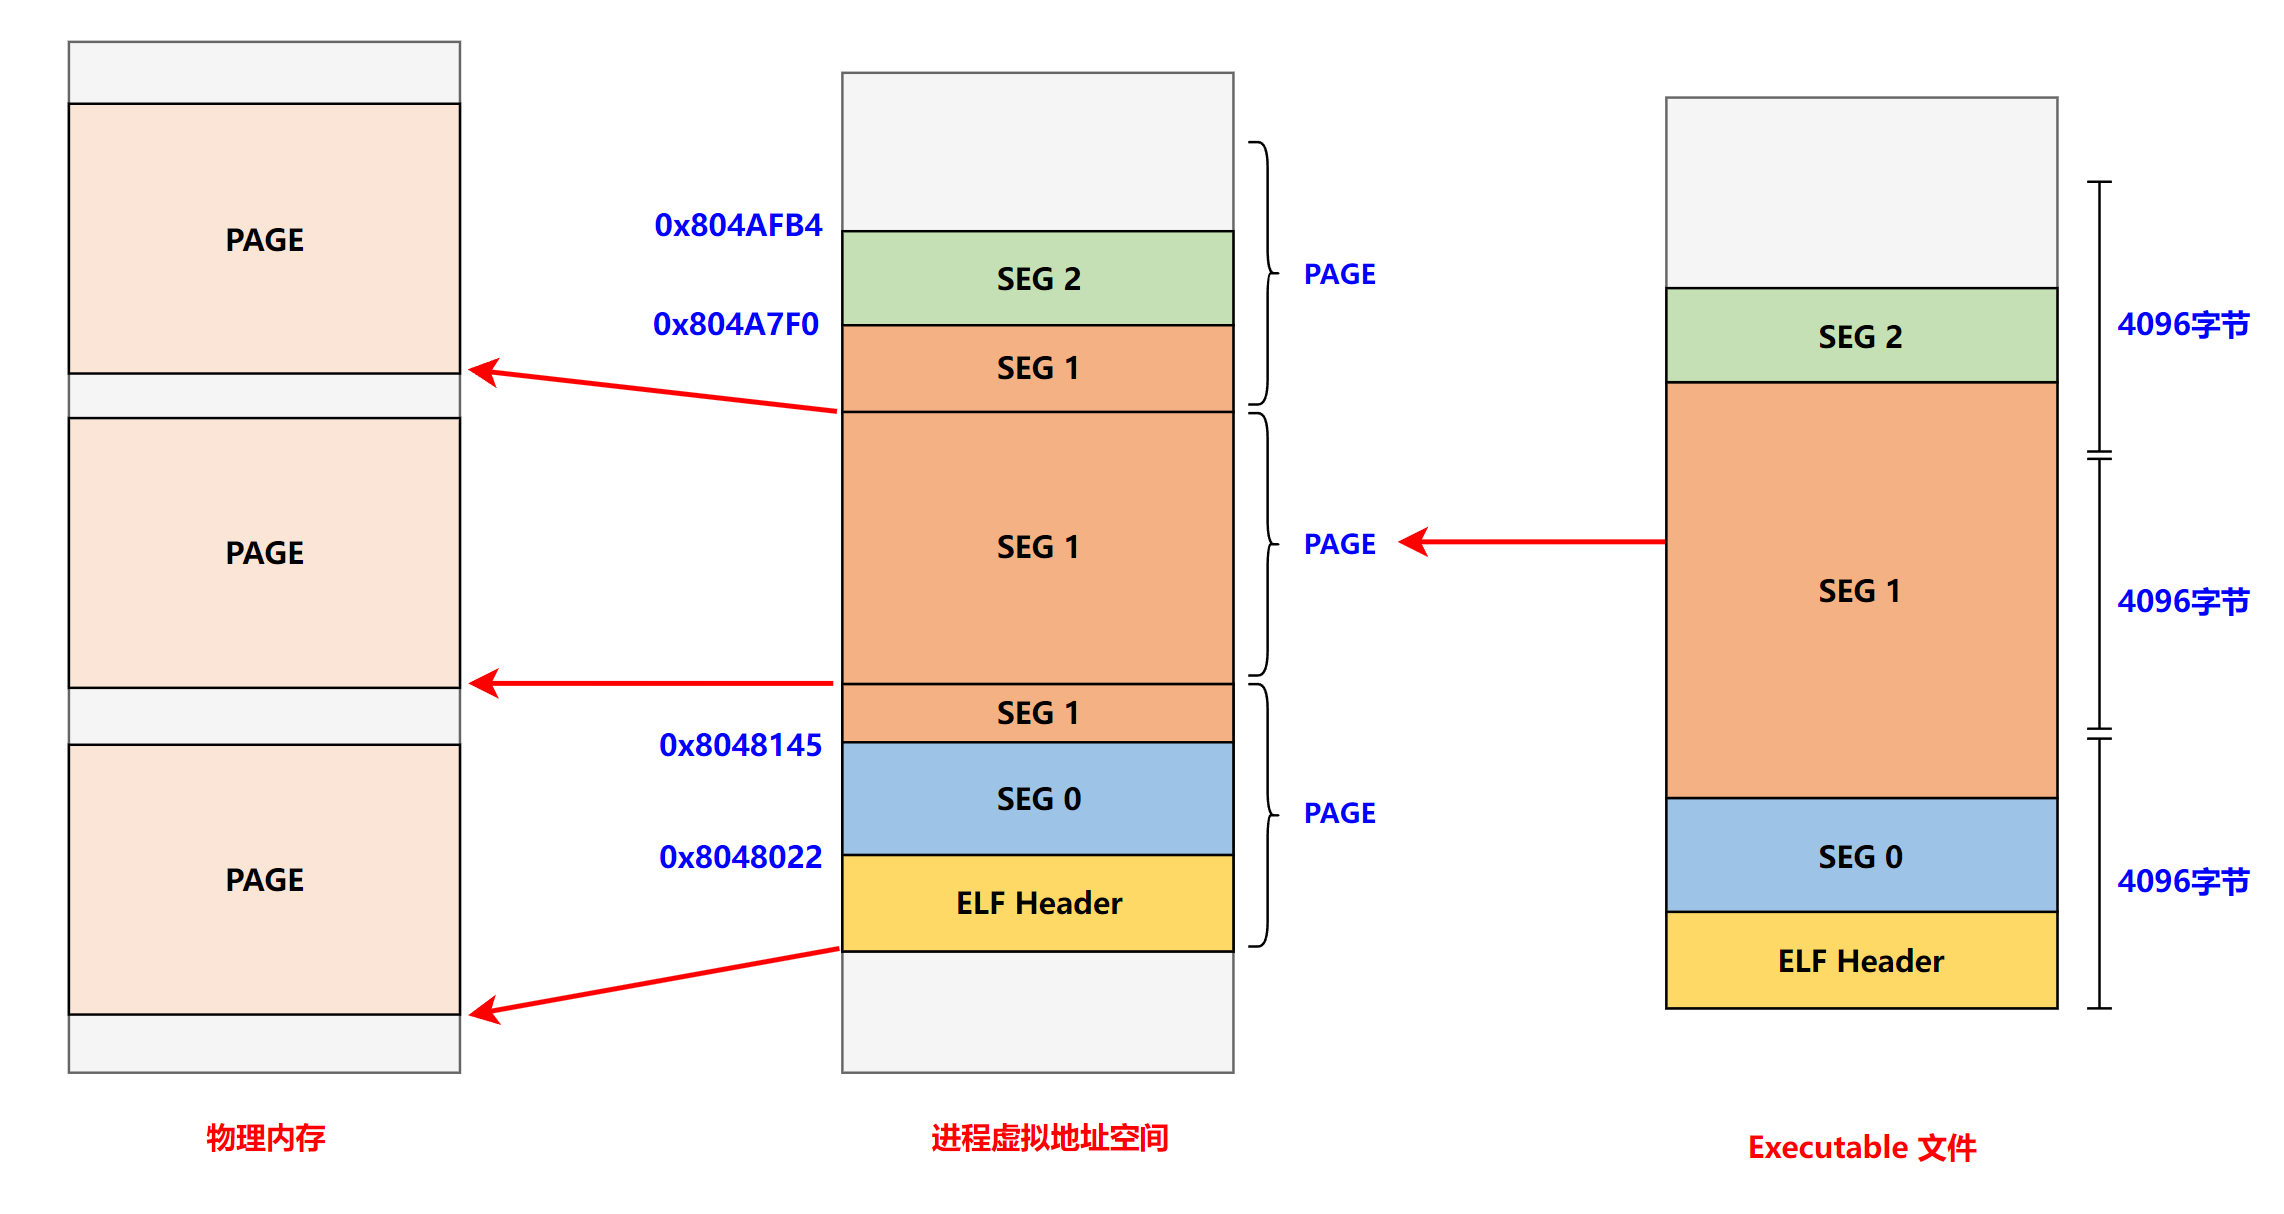 PAGE
PAGE
PAGE
物理内存
0x804AFB4
0x804A7F0
0x8048145
0x8048022
SEG 2
SEG 1
SEG 1
SEG 1
SEG 0
ELF Header
PAGE
PAGE
PAGE
进程虚拟地址空间
SEG 2
SEG 1
SEG 0
ELF Header
4096字节
4096字节
4096字节
Executable 文件